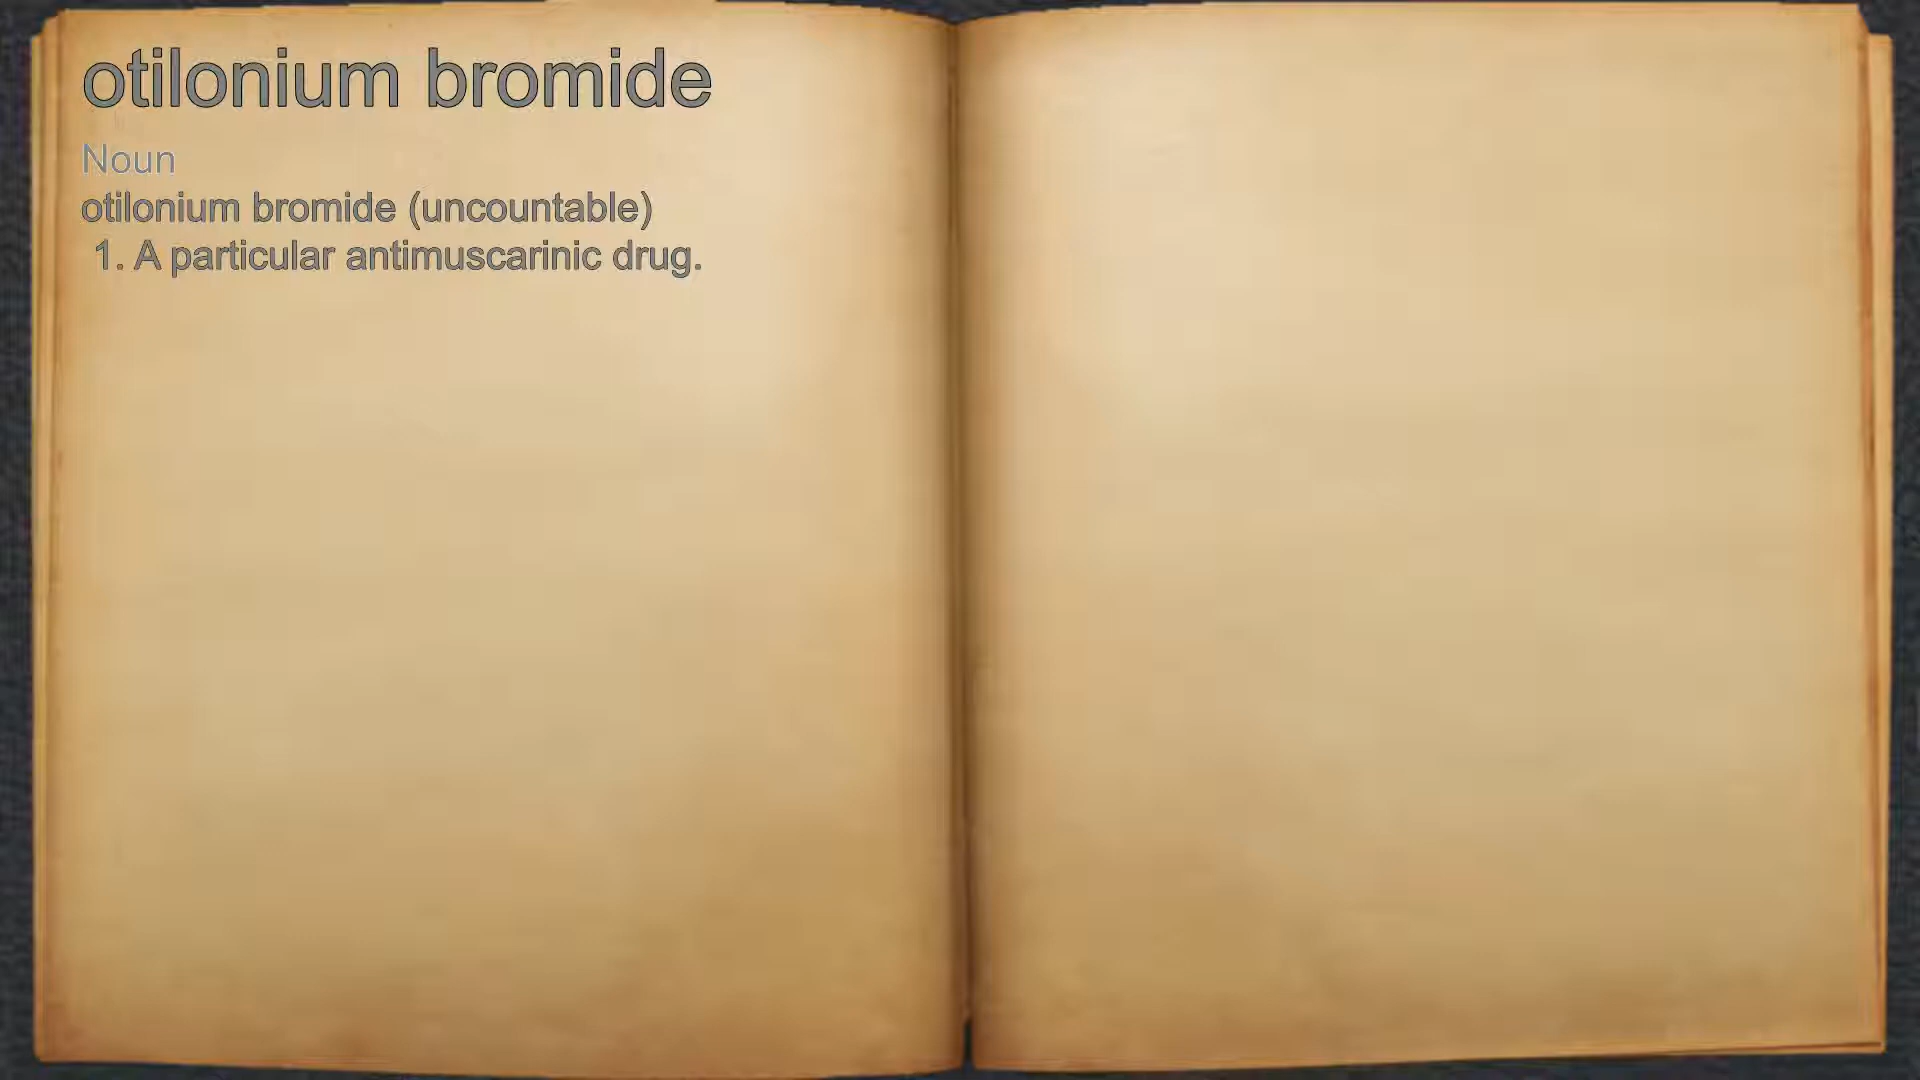 otilonium bromide
Noun
otilonium bromide (uncountable)
1. A particular antimuscarinic drug.